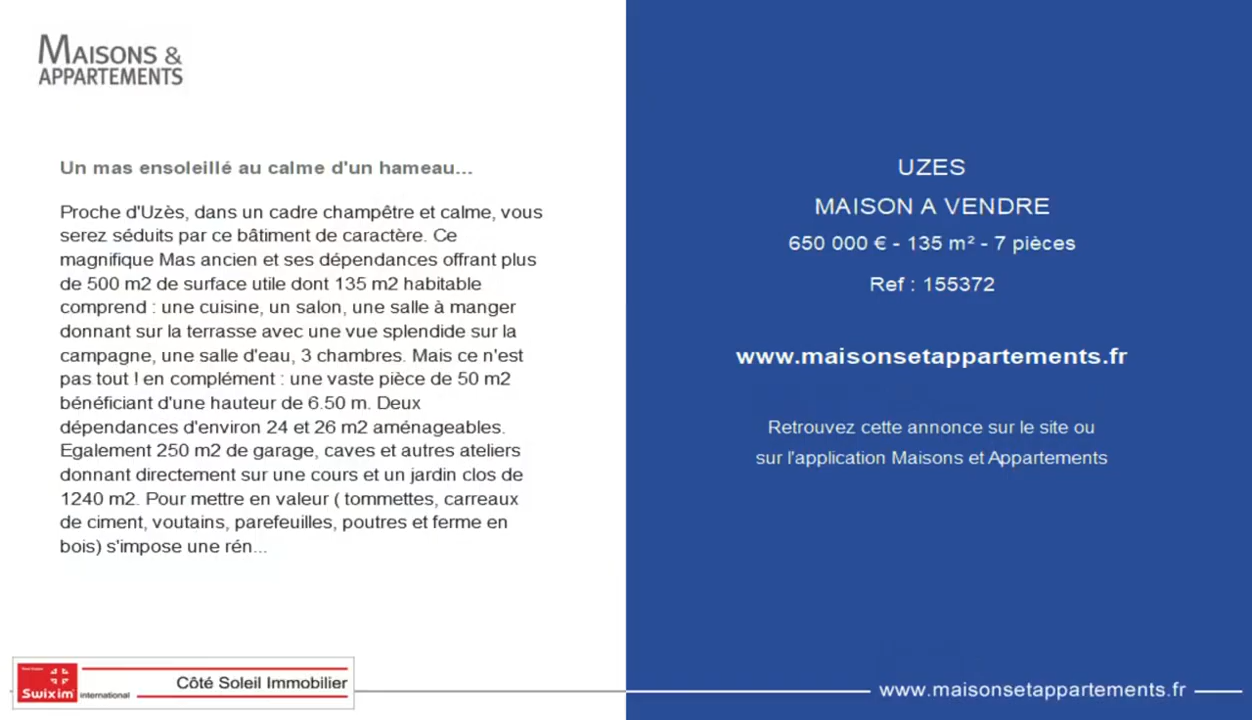 MAISONS &
APPARTEMENTS
Un mas ensoleillé au calme d'un hameau...
Proche d'Uzès, dans un cadre champêtre et calme, vous
serez séduits par ce bâtiment de caractère. Ce
magnifique Mas ancien et ses dépendances offrant plus
de 500 m2 de surface utile dont 135 m2 habitable
comprend : une cuisine, un salon, une salle à manger
donnant sur la terrasse avec une vue splendide sur la
campagne, une salle d'eau, 3 chambres. Mais ce n'est
pas tout ! en complément : une vaste pièce de 50 m2
bénéficiant d'une hauteur de 6.50 m. Deux
dépendances d'environ 24 et 26 m2 aménageables.
Egalement 250 m2 de garage, caves et autres ateliers
donnant directement sur une cours et un jardin clos de
1240 m2. Pour mettre en valeur ( tommettes, carreaux
de ciment, voutains, parefeuilles, poutres et ferme en
bois) s'impose une rén...
Swixim international
Côté Soleil Immobilier
UZES
MAISON A VENDRE
650 000 € - 135 m² - 7 pièces
Ref : 155372
www.maisonsetappartements.fr
Retrouvez cette annonce sur le site ou
sur l'application Maisons et Appartements
www.maisonsetappartements.fr